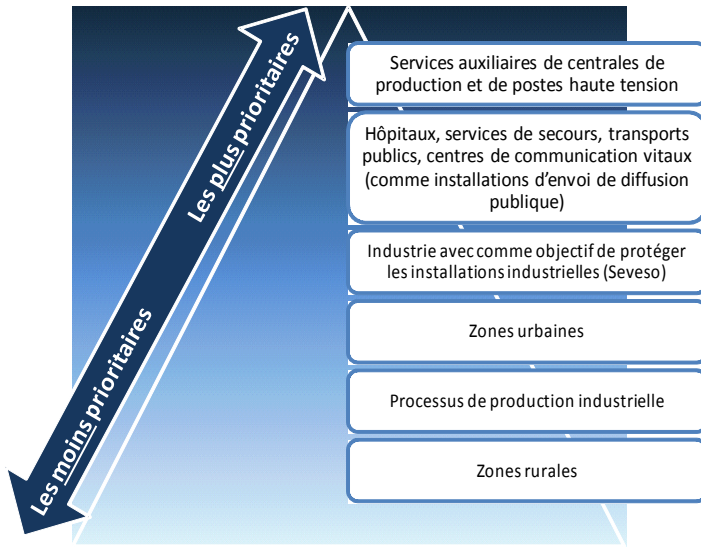 Les plus prioritaires
Les moins prioritaires
Services auxiliaires de centrales de
production et de postes haute tension
Hôpitaux, services de secours, transports
publics, centres de communication vitaux
(comme installations d’envoi de diffusion
publique)
Industrie avec comme objectif de protéger
les installations industrielles (Seveso)
Zones urbaines
Processus de production industrielle
Zones rurales